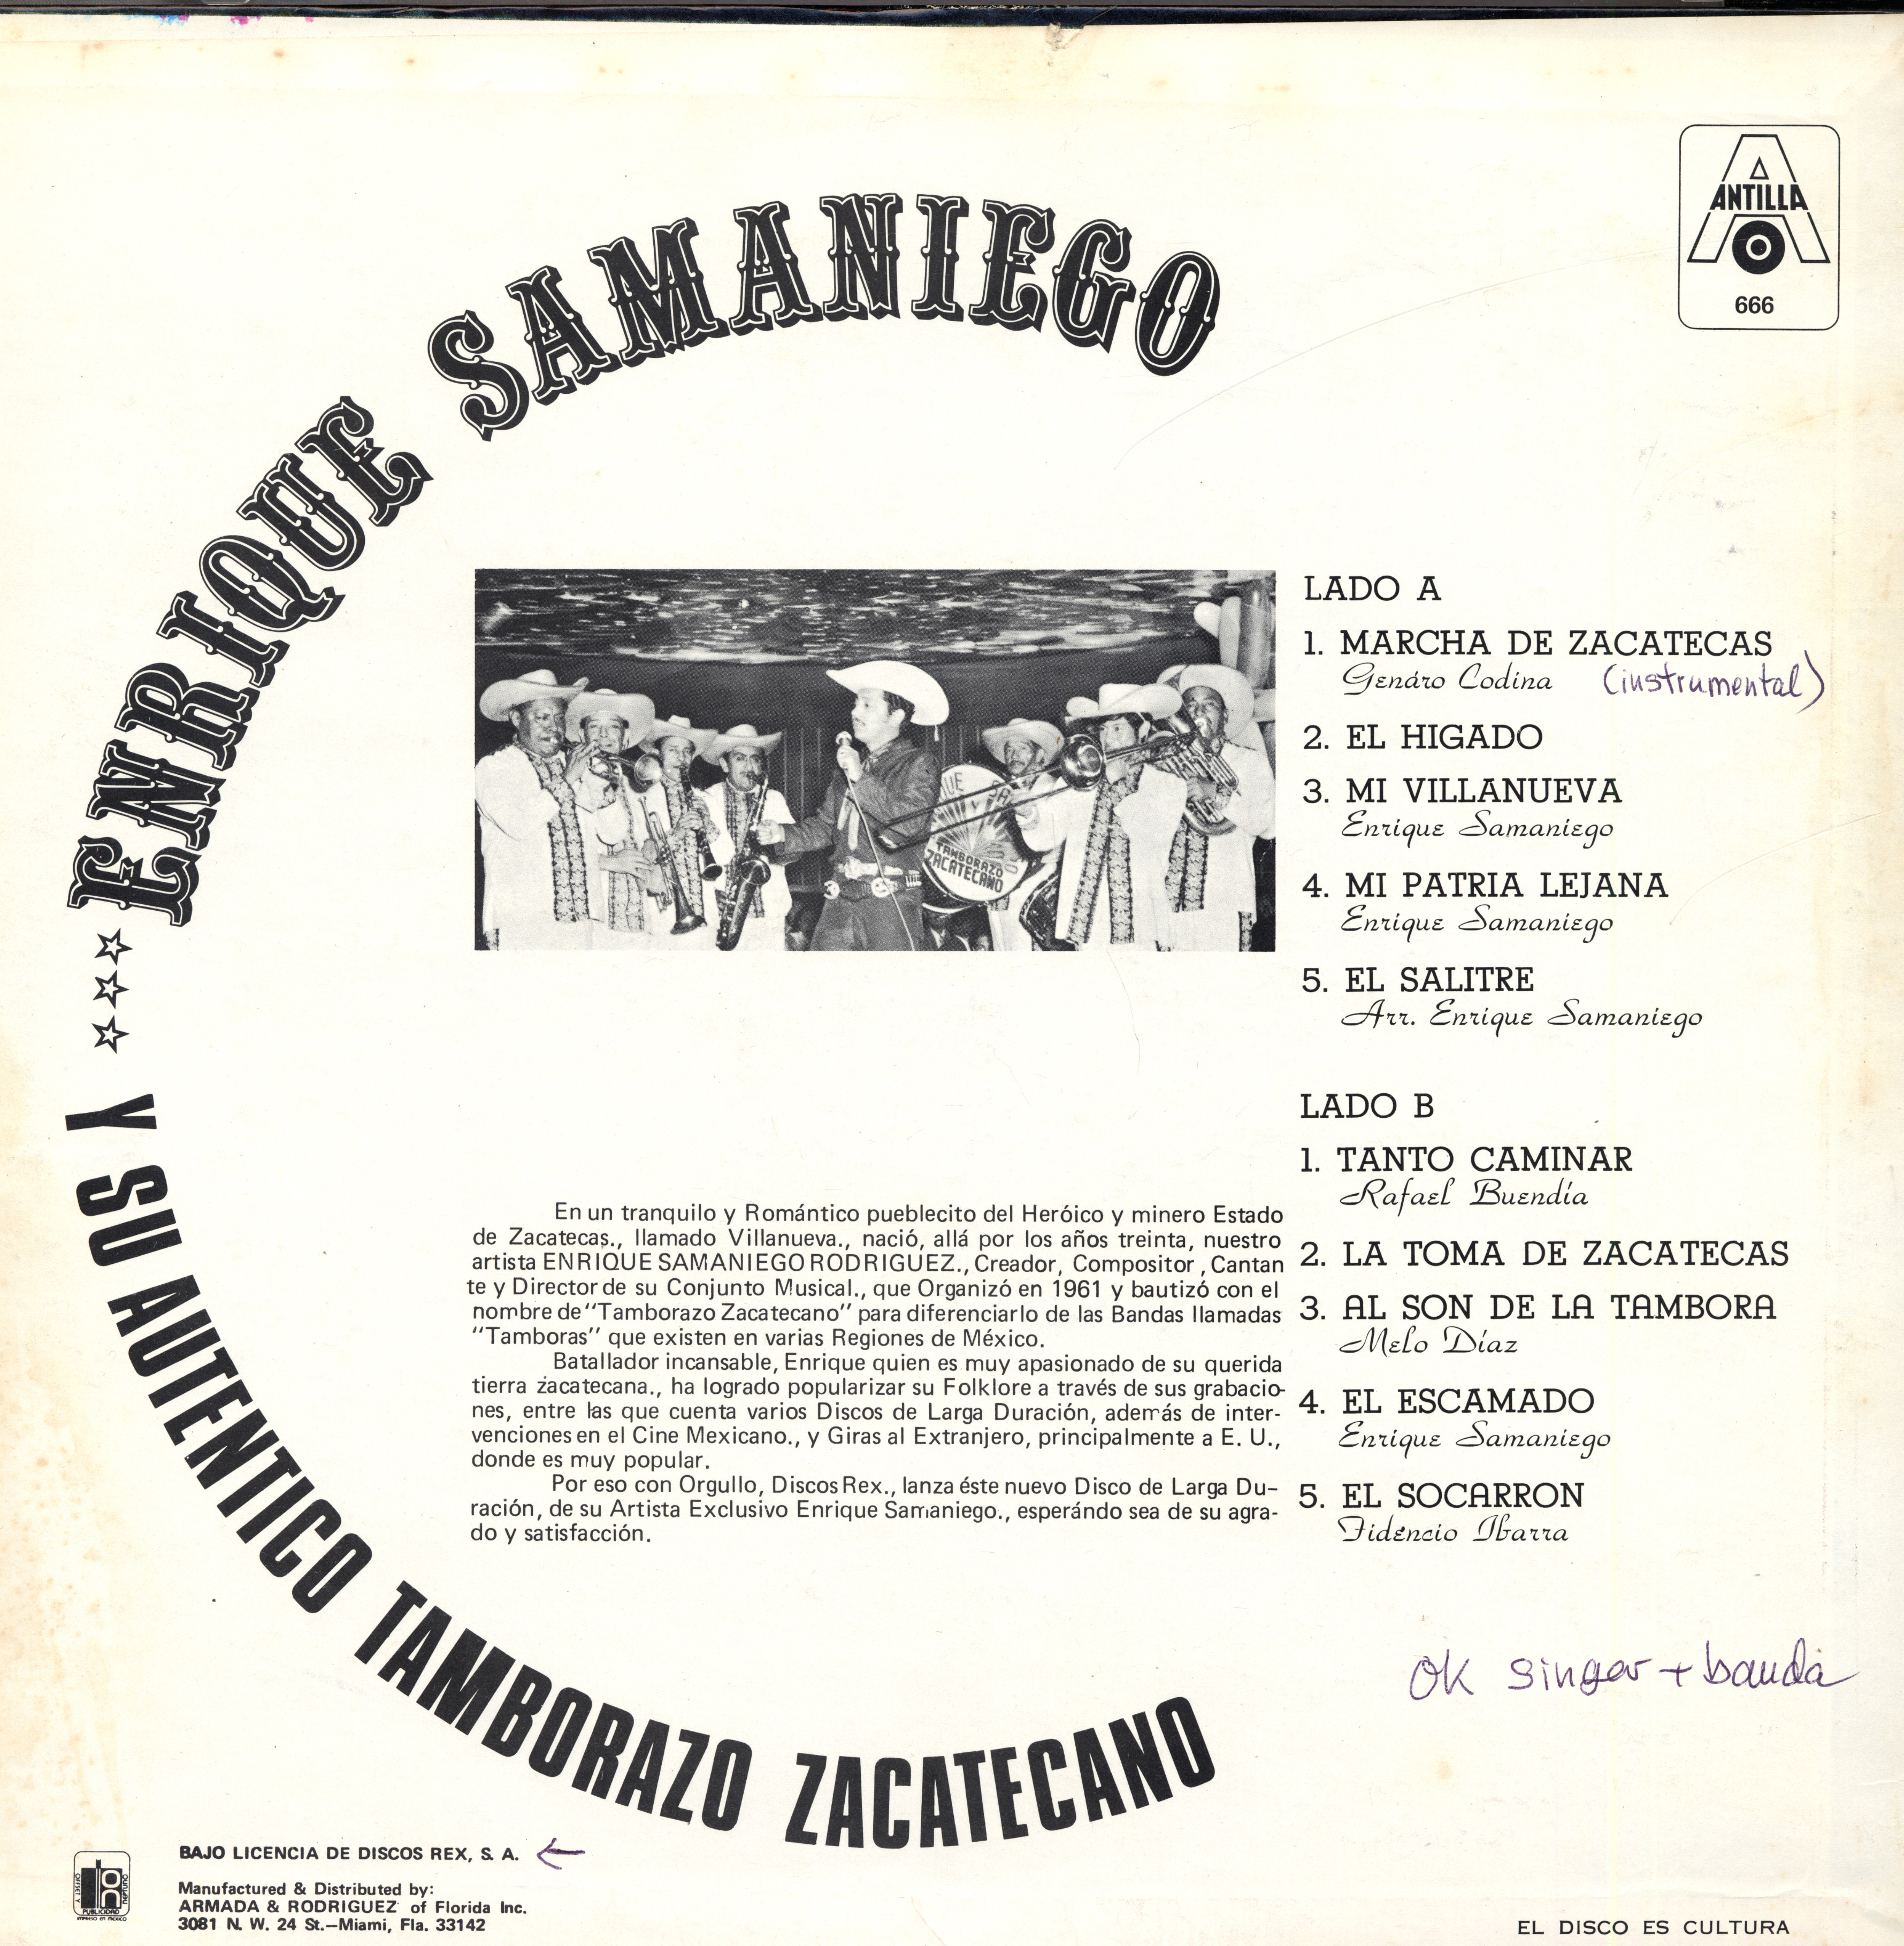 ENRIQUE SAMANIEGO
Y SU AUTENTICO TAMBORAZO ZACATECANO
ANTILLA
666
TAMBORAZO
ZACATECANO
LADO A
1. MARCHA DE ZACATECAS
Genáro Codina (instrumental)
2. EL HIGADO
3. MI VILLANUEVA
Enrique Samaniego
4. MI PATRIA LEJANA
Enrique Samaniego
5. EL SALITRE
Arr. Enrique Samaniego
LADO B
1. TANTO CAMINAR
Rafael Buendía
2. LA TOMA DE ZACATECAS
3. AL SON DE LA TAMBORA
Melo Díaz
4. EL ESCAMADO
Enrique Samaniego
5. EL SOCARRON
Fidencio Ibarra
En un tranquilo y Romántico pueblecito del Heróico y minero Estado
de Zacatecas., llamado Villanueva., nació, allá por los años treinta, nuestro
artista ENRIQUE SAMANIEGO RODRIGUEZ., Creador, Compositor , Cantan
te y Director de su Conjunto Musical., que Organizó en 1961 y bautizó con el
nombre de "Tamborazo Zacatecano" para diferenciarlo de las Bandas llamadas
"Tamboras" que existen en varias Regiones de México.
Batallador incansable, Enrique quien es muy apasionado de su querida
tierra zacatecana., ha logrado popularizar su Folklore a través de sus grabacio-
nes, entre las que cuenta varios Discos de Larga Duración, además de inter-
venciones en el Cine Mexicano., y Giras al Extranjero, principalmente a E. U.,
donde es muy popular.
Por eso con Orgullo, Discos Rex., lanza éste nuevo Disco de Larga Du-
ración, de su Artista Exclusivo Enrique Samaniego., esperándo sea de su agra-
do y satisfacción.
OK singer + banda
BAJO LICENCIA DE DISCOS REX, S. A. ←
Manufactured & Distributed by:
ARMADA & RODRIGUEZ of Florida Inc.
3081 N. W. 24 St.—Miami, Fla. 33142
OFFSET Y
NEPTUNO
PUBLICIDAD
IMPRESO EN MEXICO
EL DISCO ES CULTURA